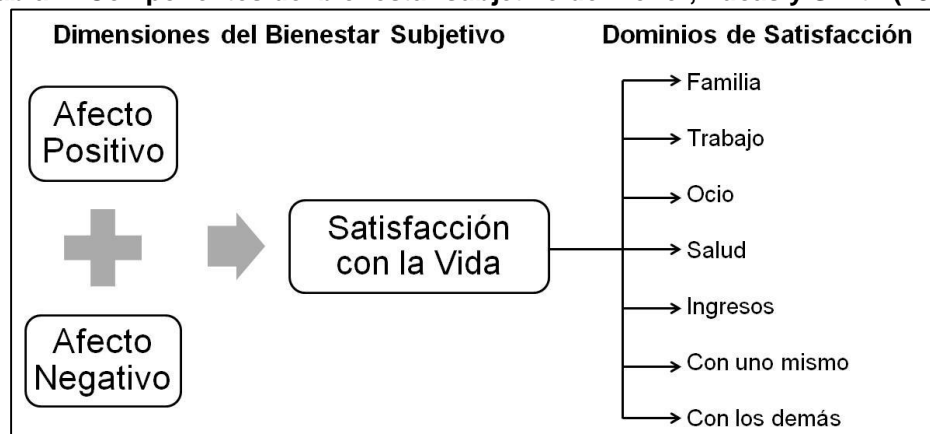 Dimensiones del Bienestar Subjetivo
Dominios de Satisfacción
Afecto
Positivo
Afecto
Negativo
Satisfacción
con la Vida
Familia
Trabajo
Ocio
Salud
Ingresos
Con uno mismo
Con los demás